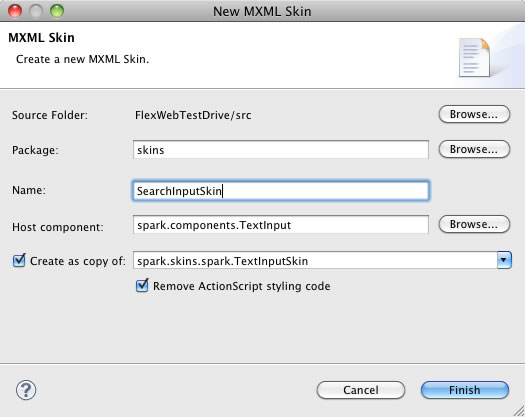 New MXML Skin
MXML Skin
Create a new MXML Skin.
Source Folder: FlexWebTestDrive/src Browse...
Package: skins Browse...
Name: SearchInputSkin
Host component: spark.components.TextInput Browse...
Create as copy of: spark.skins.spark.TextInputSkin
Remove ActionScript styling code
? Cancel Finish